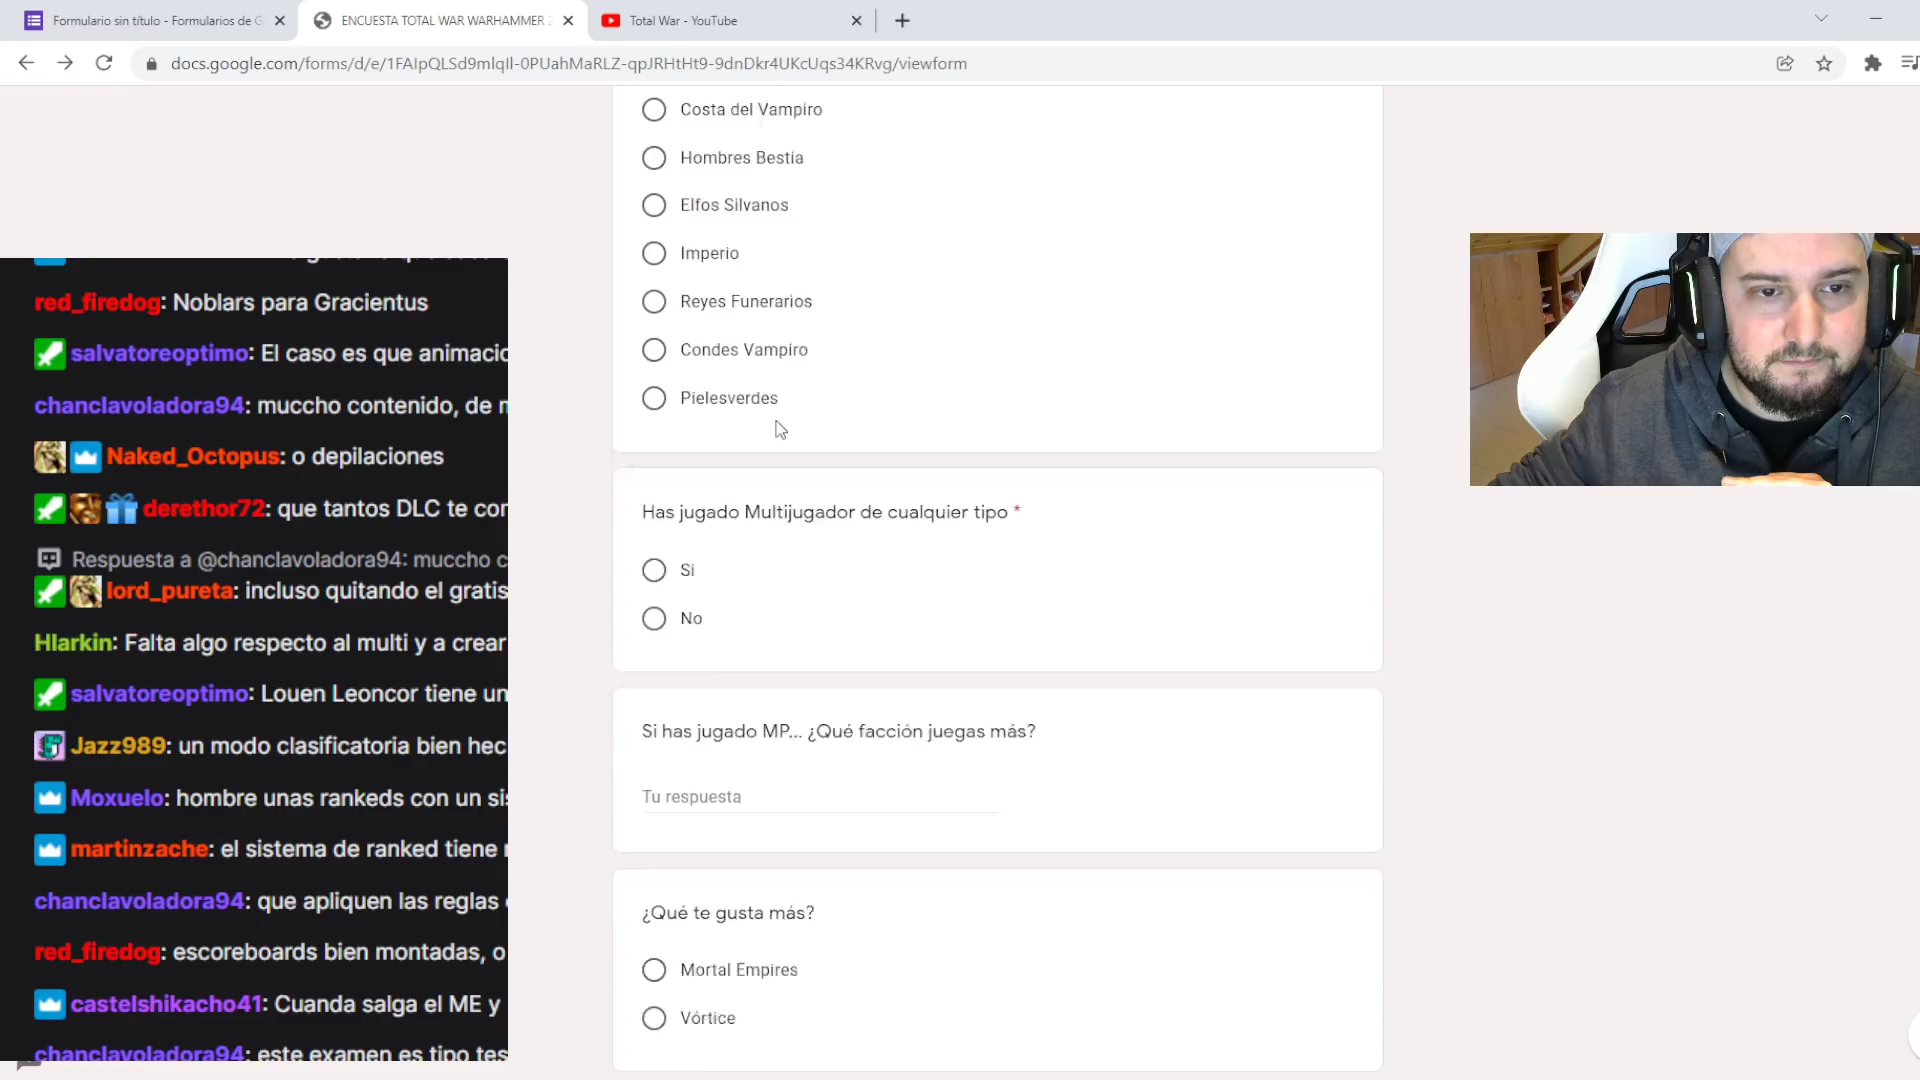 Formulario sin título - Formularios de G
ENCUESTA TOTAL WAR WARHAMMER 2
Total War - YouTube
docs.google.com/forms/d/e/1FAIpQLSd9mlqIl-0PUahMaRLZ-qpJRHtHt9-9dnDkr4UKcUqs34KRvg/viewform
Costa del Vampiro
Hombres Bestia
Elfos Silvanos
Imperio
Reyes Funerarios
Condes Vampiro
Pielesverdes
Has jugado Multijugador de cualquier tipo *
Si
No
Si has jugado MP... ¿Qué facción juegas más?
Tu respuesta
¿Qué te gusta más?
Mortal Empires
Vórtice
red_firedog: Noblars para Gracientus
salvatoreoptimo: El caso es que animacio
chanclavoladora94: muccho contenido, de m
Naked_Octopus: o depilaciones
derethor72: que tantos DLC te con
Respuesta a @chanclavoladora94: muccho c
lord_pureta: incluso quitando el gratis
Hlarkin: Falta algo respecto al multi y a crear
salvatoreoptimo: Louen Leoncor tiene un
Jazz989: un modo clasificatoria bien hec
Moxuelo: hombre unas rankeds con un sis
martinzache: el sistema de ranked tiene
chanclavoladora94: que apliquen las reglas
red_firedog: escoreboards bien montadas, o
castelshikacho41: Cuanda salga el ME y
chanclavoladora94: este examen es tipo tes